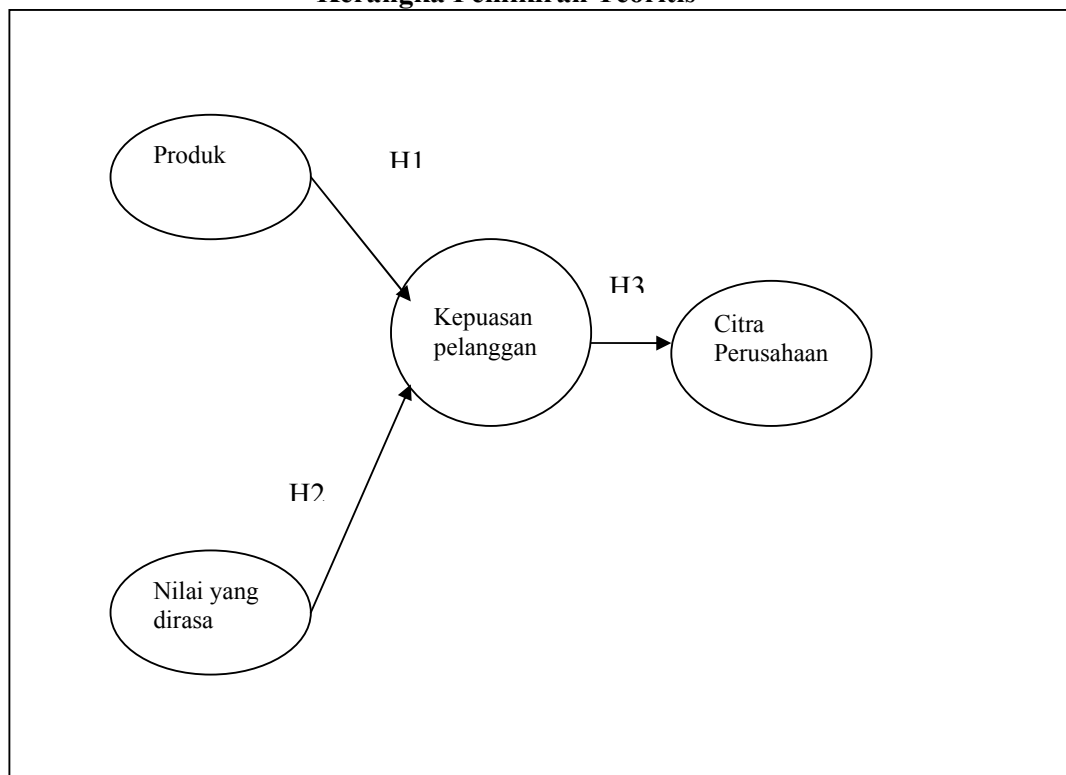 Kerangka Pemikiran Teoritis
Produk
H1
Kepuasan
pelanggan
H3
Citra
Perusahaan
H2
Nilai yang
dirasa